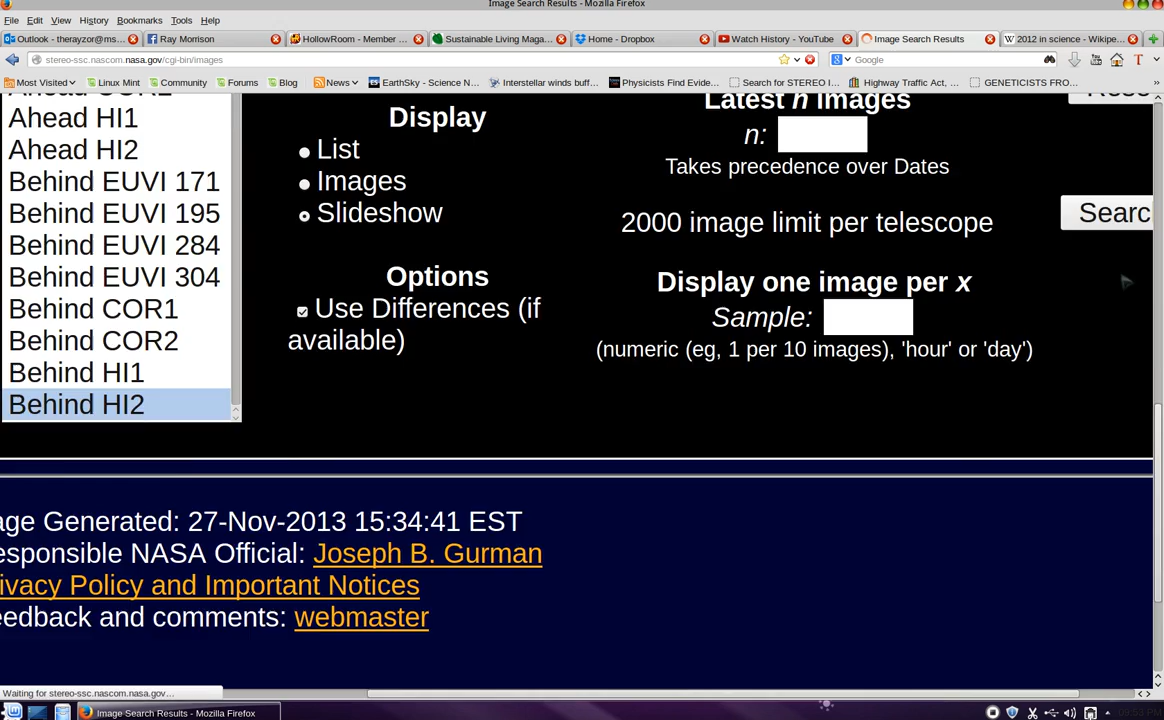 Image Search Results - Mozilla Firefox
File Edit View History Bookmarks Tools Help
Outlook - therayzor@ms... Ray Morrison HollowRoom - Member ... Sustainable Living Maga... Home - Dropbox Watch History - YouTube Image Search Results 2012 in science - Wikipe...
stereo-ssc.nascom.nasa.gov/cgi-bin/images Google
Most Visited Linux Mint Community Forums Blog News EarthSky - Science N... Interstellar winds buff... Physicists Find Evide... Search for STEREO I... Highway Traffic Act, ... GENETICISTS FRO...
Ahead COR2
Ahead HI1
Ahead HI2
Behind EUVI 171
Behind EUVI 195
Behind EUVI 284
Behind EUVI 304
Behind COR1
Behind COR2
Behind HI1
Behind HI2
Display
List
Images
Slideshow
Options
Use Differences (if
available)
Latest n Images
n:
Takes precedence over Dates
2000 image limit per telescope
Display one image per x
Sample:
(numeric (eg, 1 per 10 images), 'hour' or 'day')
Rese
Searc
age Generated: 27-Nov-2013 15:34:41 EST
esponsible NASA Official: Joseph B. Gurman
ivacy Policy and Important Notices
eedback and comments: webmaster
Waiting for stereo-ssc.nascom.nasa.gov...
Image Search Results - Mozilla Firefox